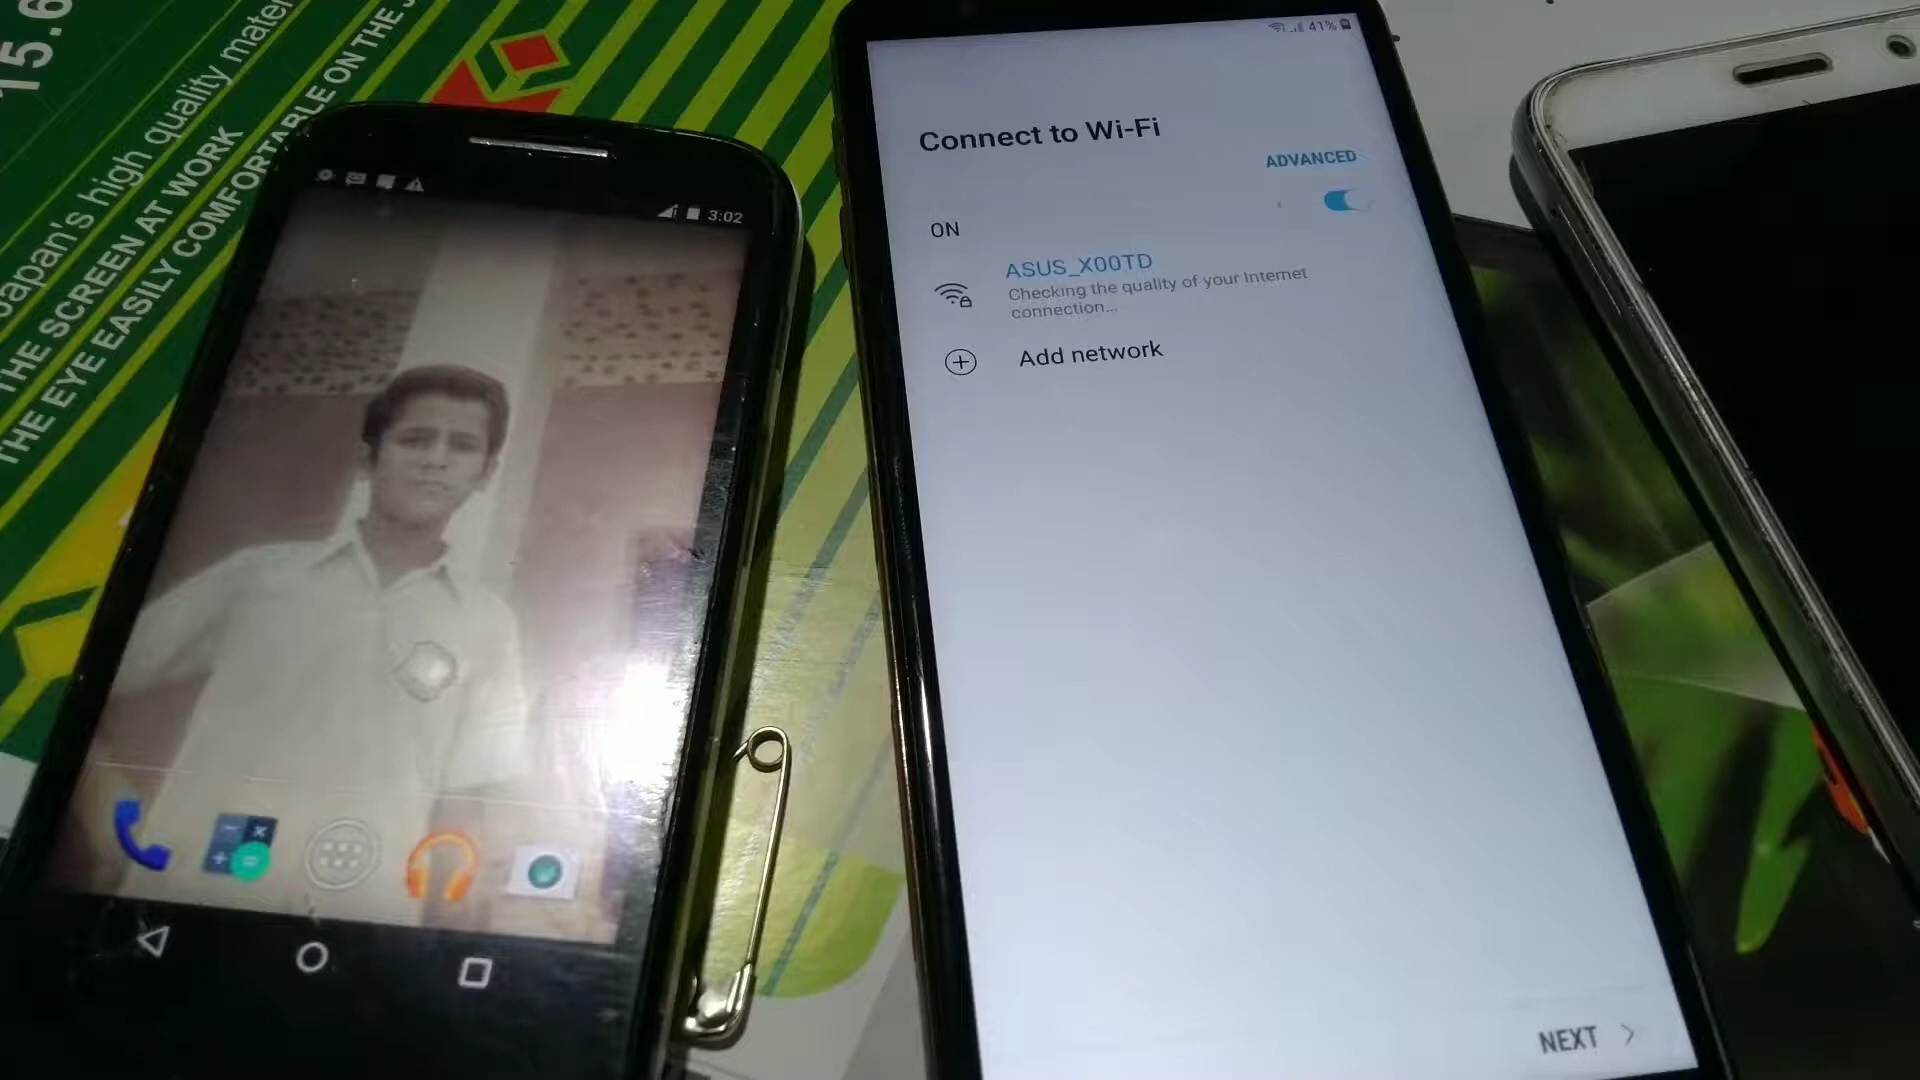 15.6
Japan's high quality mater
THE SCREEN AT WORK
THE EYE EASILY COMFORTABLE ON THE S
3:02
41%
Connect to Wi-Fi
ADVANCED
ON
ASUS_X00TD
Checking the quality of your Internet
connection...
Add network
NEXT >